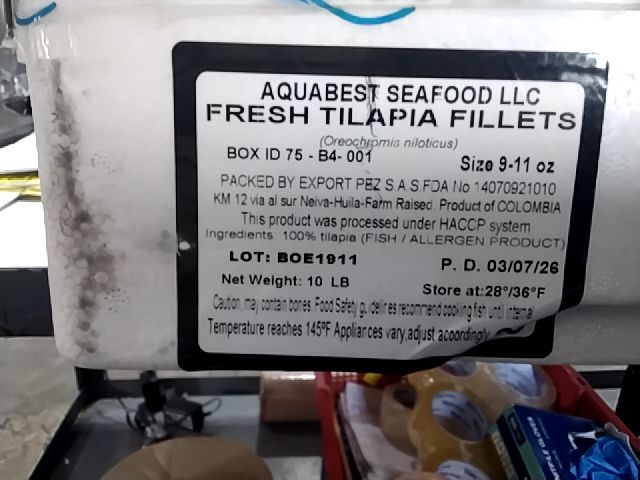 AQUABEST SEAFOOD LLC
FRESH TILAPIA FILLETS
(Oreochromis niloticus)
BOX ID 75 - B4- 001
Size 9-11 oz
PACKED BY EXPORT PEZ S.A.S.FDA No 14070921010
KM 12 via al sur Neiva-Huila-Farm Raised. Product of COLOMBIA
This product was processed under HACCP system
Ingredients: 100% tilapia (FISH / ALLERGEN PRODUCT)
LOT: BOE1911
P. D. 03/07/26
Net Weight: 10 LB
Store at:28°/36°F
Caution, may contain bones. Food Safety guidelines recommend cooking fish until internal
Temperature reaches 145ºF Appliances vary,adjust accordingly